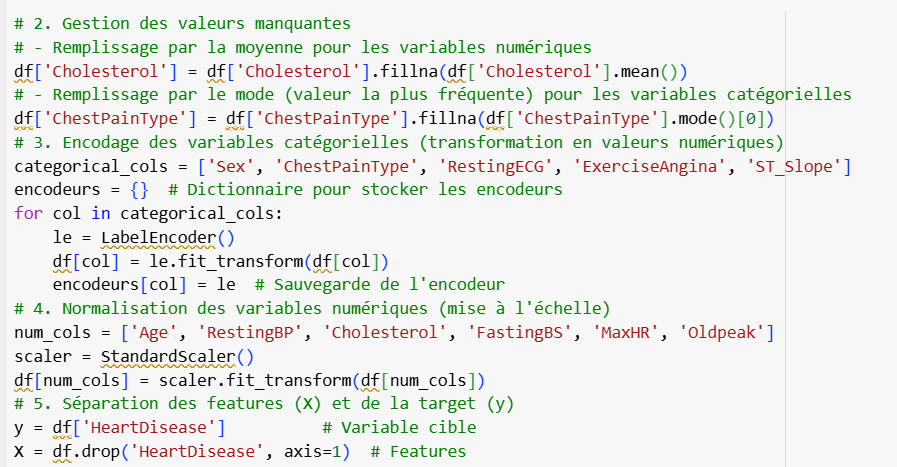 # 2. Gestion des valeurs manquantes
# - Remplissage par la moyenne pour les variables numériques
df['Cholesterol'] = df['Cholesterol'].fillna(df['Cholesterol'].mean())
# - Remplissage par le mode (valeur la plus fréquente) pour les variables catégorielles
df['ChestPainType'] = df['ChestPainType'].fillna(df['ChestPainType'].mode()[0])
# 3. Encodage des variables catégorielles (transformation en valeurs numériques)
categorical_cols = ['Sex', 'ChestPainType', 'RestingECG', 'ExerciseAngina', 'ST_Slope']
encodeurs = {}  # Dictionnaire pour stocker les encodeurs
for col in categorical_cols:
    le = LabelEncoder()
    df[col] = le.fit_transform(df[col])
    encodeurs[col] = le  # Sauvegarde de l'encodeur
# 4. Normalisation des variables numériques (mise à l'échelle)
num_cols = ['Age', 'RestingBP', 'Cholesterol', 'FastingBS', 'MaxHR', 'Oldpeak']
scaler = StandardScaler()
df[num_cols] = scaler.fit_transform(df[num_cols])
# 5. Séparation des features (X) et de la target (y)
y = df['HeartDisease']          # Variable cible
X = df.drop('HeartDisease', axis=1)  # Features